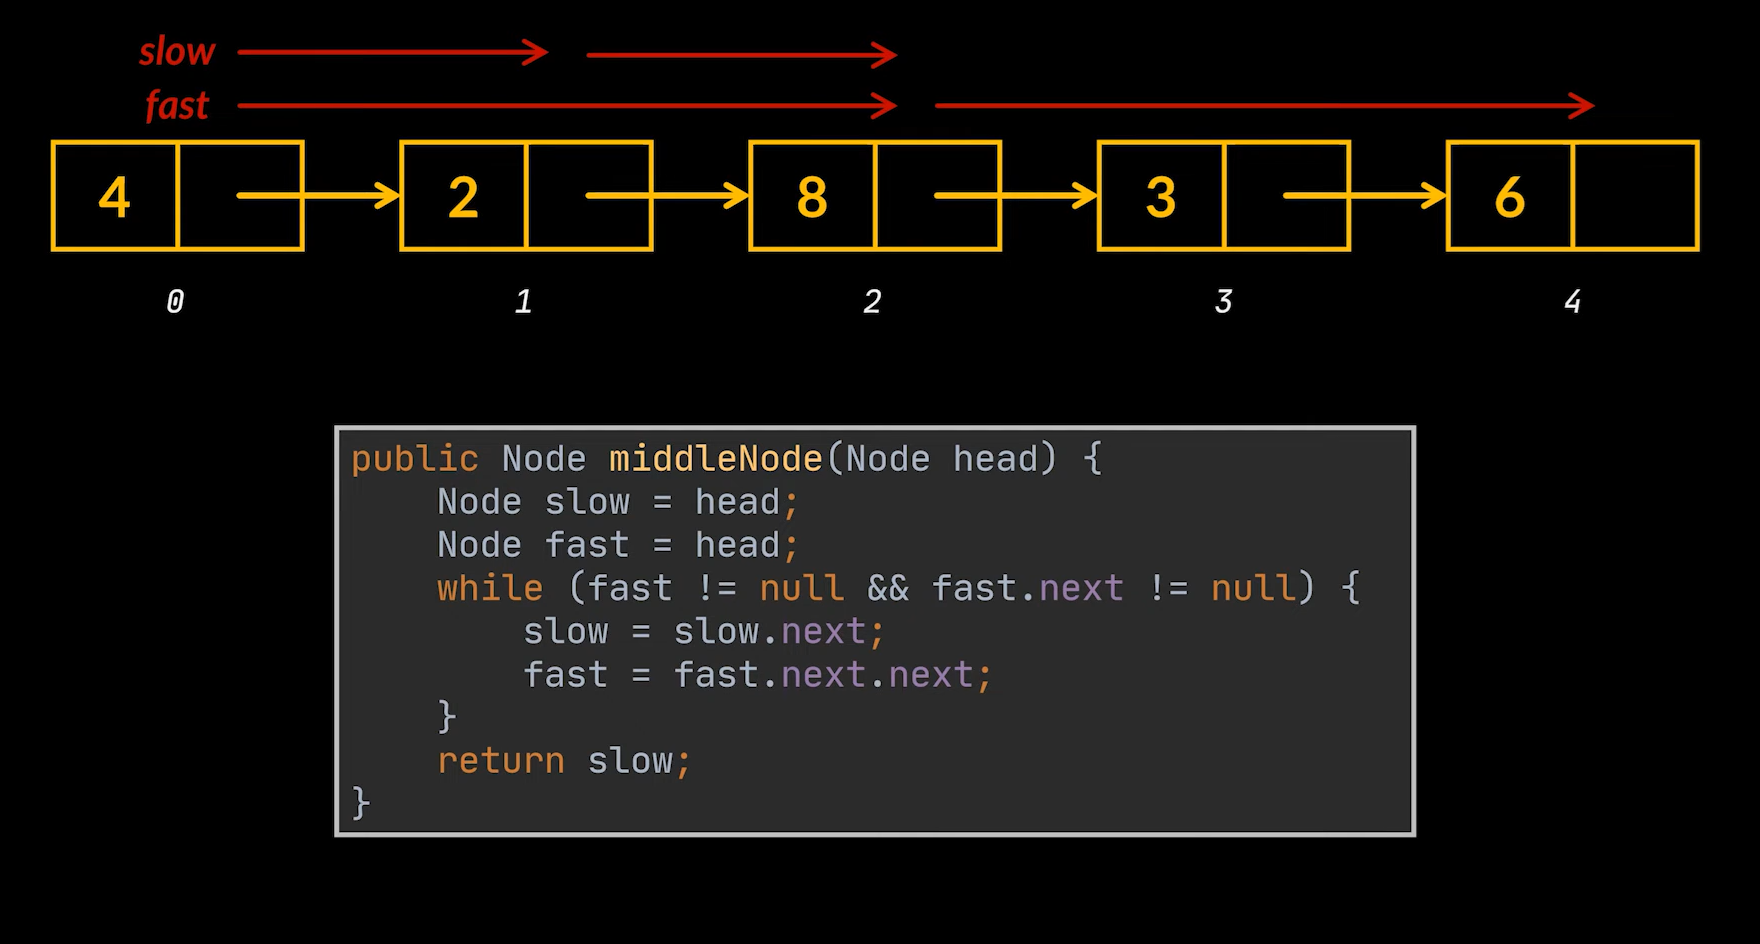 slow
fast
4 2 8 3 6
0 1 2 3 4
public Node middleNode(Node head) {
    Node slow = head;
    Node fast = head;
    while (fast != null && fast.next != null) {
        slow = slow.next;
        fast = fast.next.next;
    }
    return slow;
}